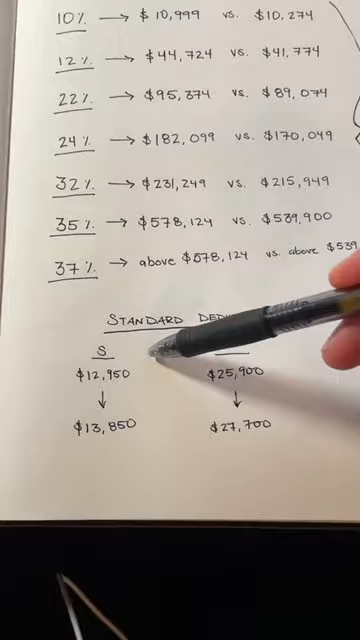 10% → $10,999 vs. $10,274
12% → $44,724 vs. $41,774
22% → $95,374 vs. $89,074
24% → $182,099 vs. $170,049
32% → $231,249 vs. $215,949
35% → $578,124 vs. $539,900
37% → above $578,124 vs. above $539
STANDARD DED
S
$12,950 $25,900
↓ ↓
$13,850 $27,700